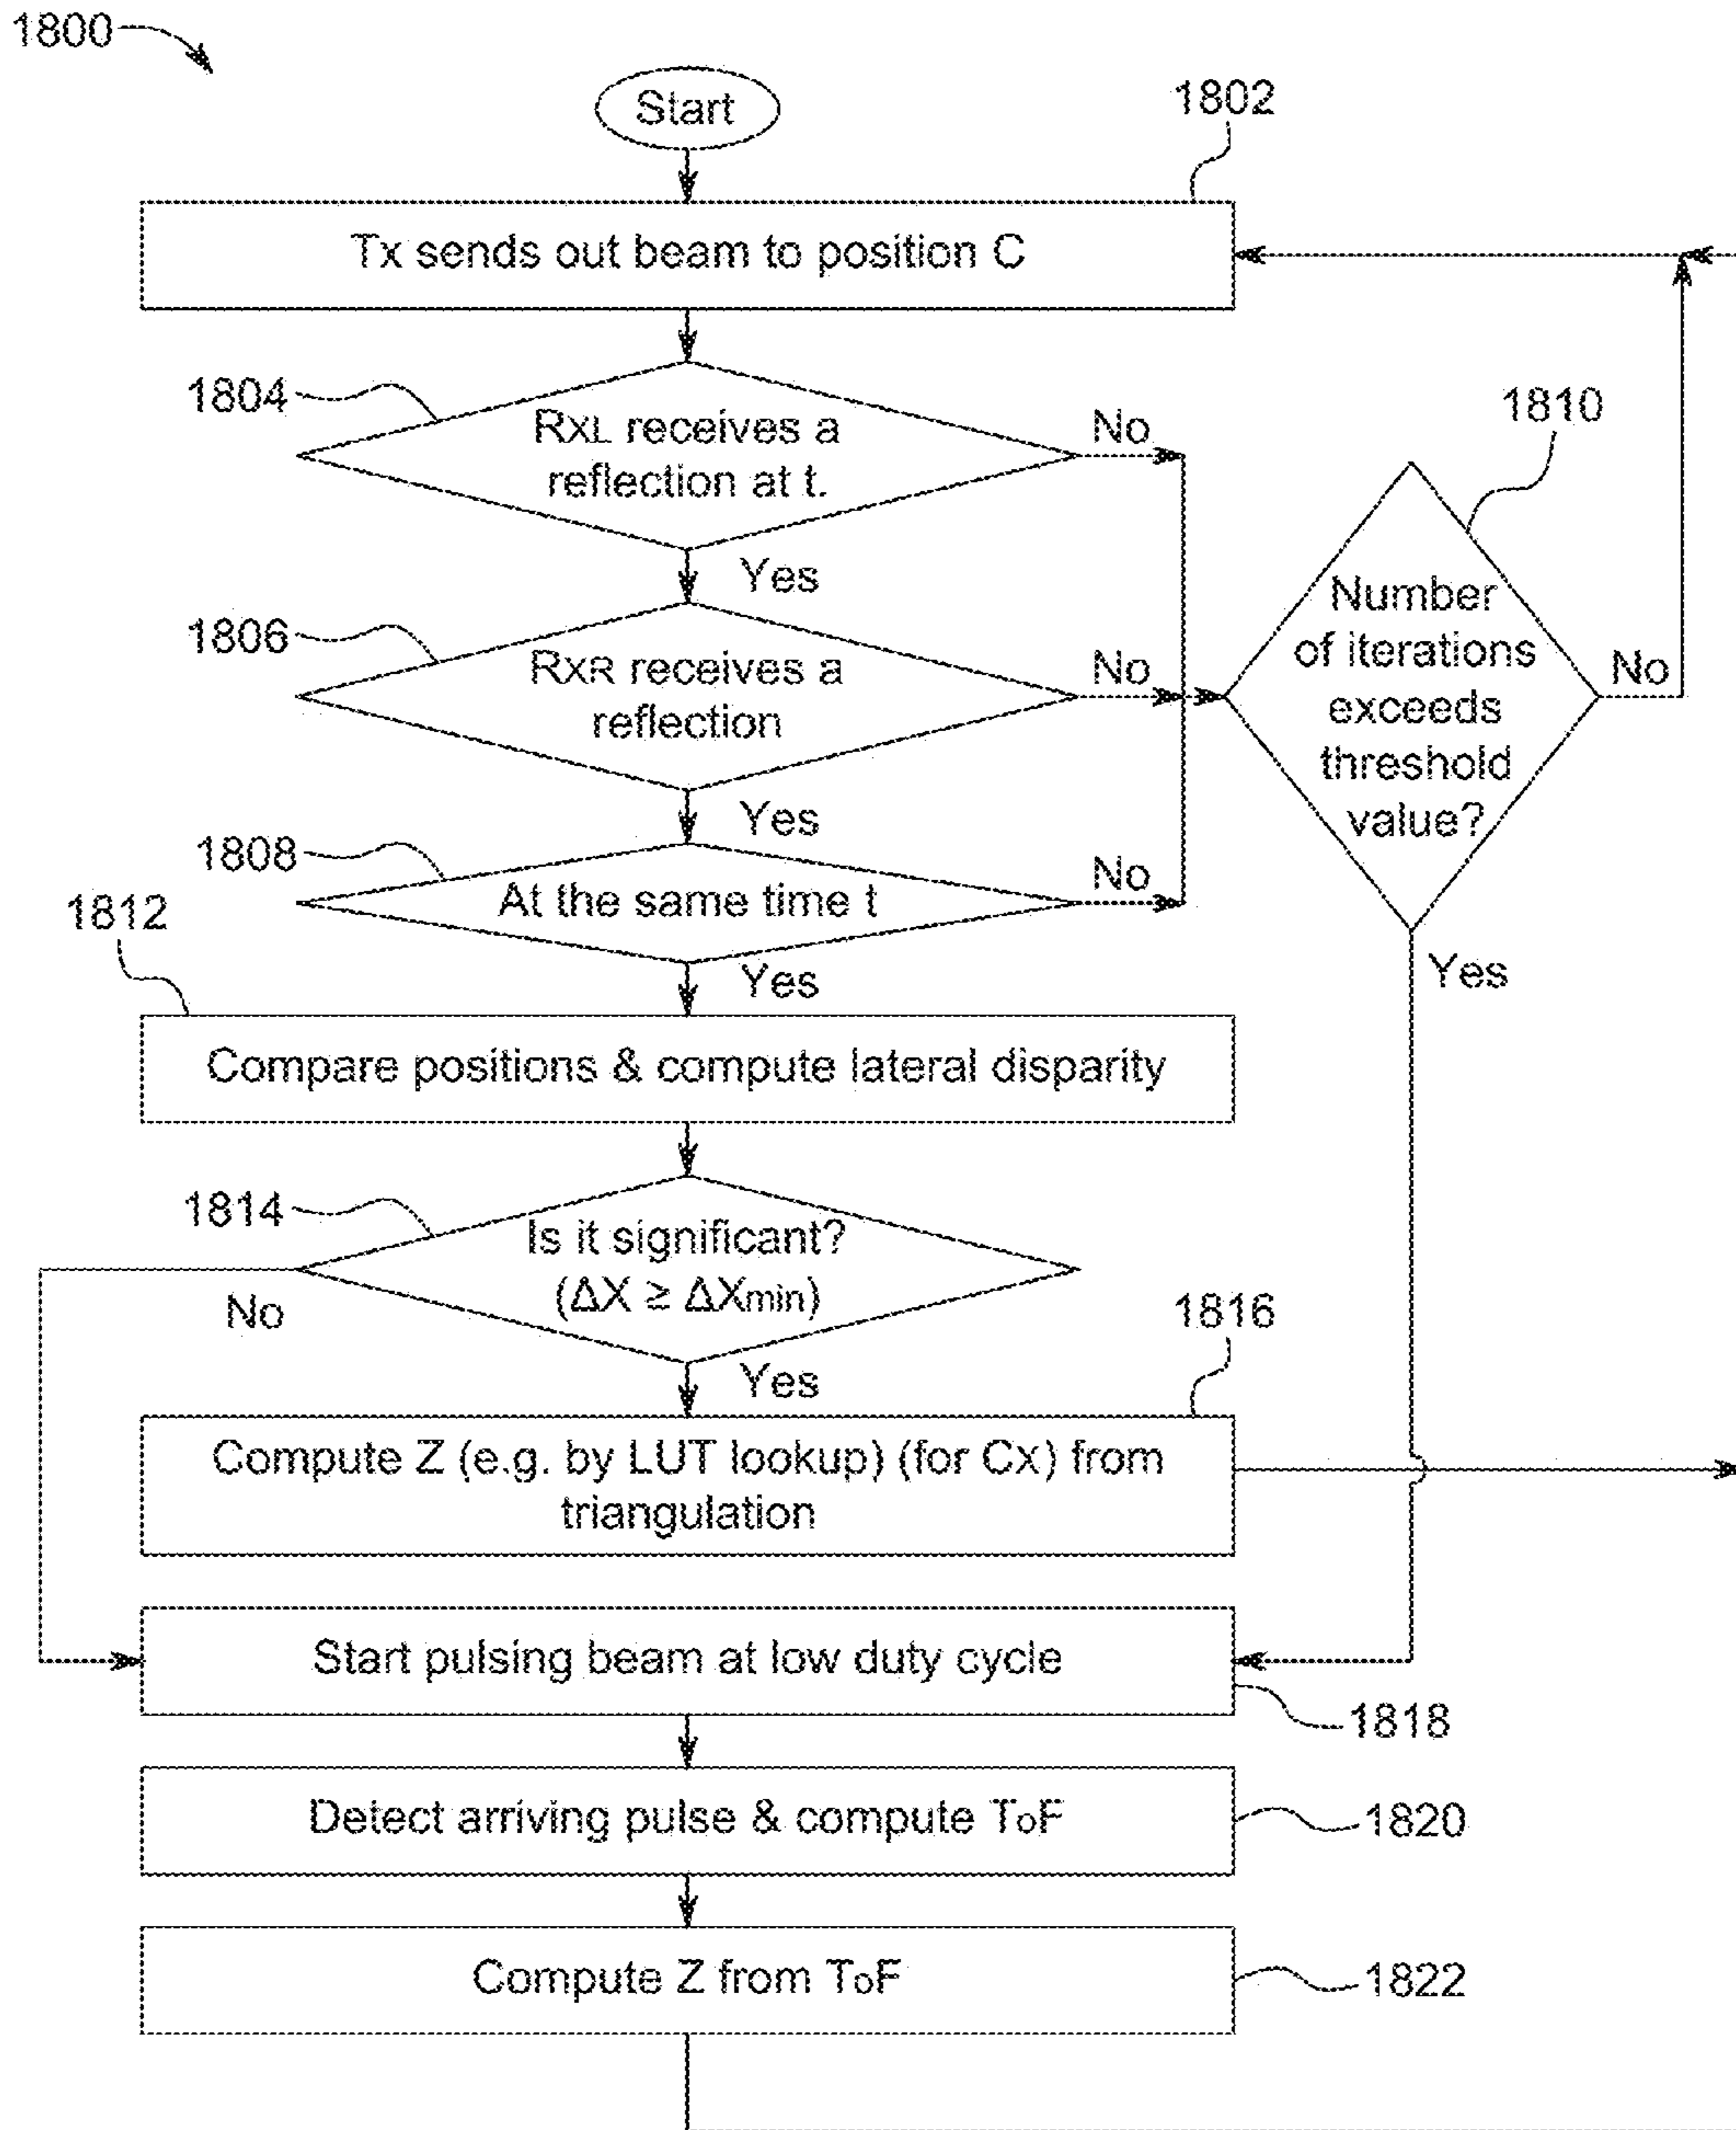 1800
Start
1802
Tx sends out beam to position C
1804
RXL receives a
reflection at t.
No
1810
Yes
1806
RXR receives a
reflection
No
Number
of iterations
exceeds
threshold
value?
No
Yes
1808
At the same time t
No
1812
Yes
Yes
Compare positions & compute lateral disparity
1814
Is it significant?
(ΔX ≥ ΔXmin)
No
1816
Yes
Compute Z (e.g. by LUT lookup) (for CX) from
triangulation
Start pulsing beam at low duty cycle
1818
Detect arriving pulse & compute ToF
1820
Compute Z from ToF
1822